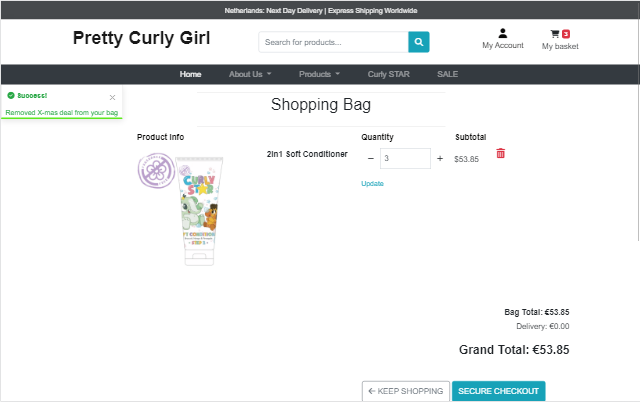 Netherlands: Next Day Delivery | Express Shipping Worldwide
Pretty Curly Girl
Search for products...
My Account
3
My basket
Home About Us Products Curly STAR SALE
Success! ×
Removed X-mas deal from your bag
Shopping Bag
Product Info Quantity Subtotal
2in1 Soft Conditioner − 3 + $53.85
Update
CURLY
STAR
Bag Total: €53.85
Delivery: €0.00
Grand Total: €53.85
← KEEP SHOPPING SECURE CHECKOUT